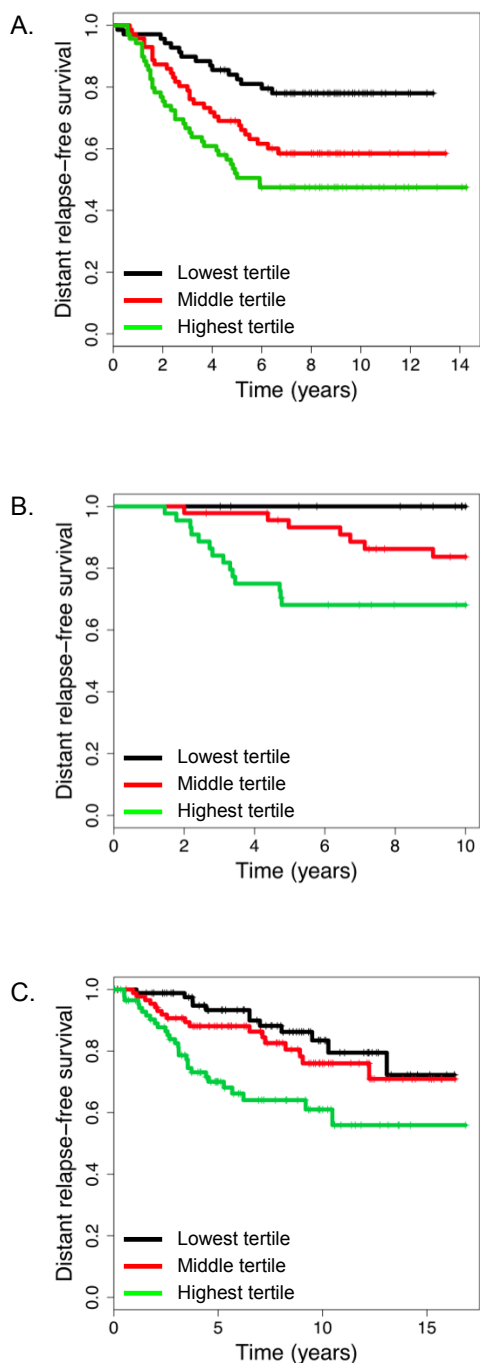 A.
Distant relapse−free survival
1.0
0.8
0.6
0.4
0.2
0.0
Lowest tertile
Middle tertile
Highest tertile
0 2 4 6 8 10 12 14
Time (years)
B.
Distant relapse−free survival
1.0
0.8
0.6
0.4
0.2
0.0
Lowest tertile
Middle tertile
Highest tertile
0 2 4 6 8 10
Time (years)
C.
Distant relapse−free survival
1.0
0.8
0.6
0.4
0.2
0.0
Lowest tertile
Middle tertile
Highest tertile
0 5 10 15
Time (years)